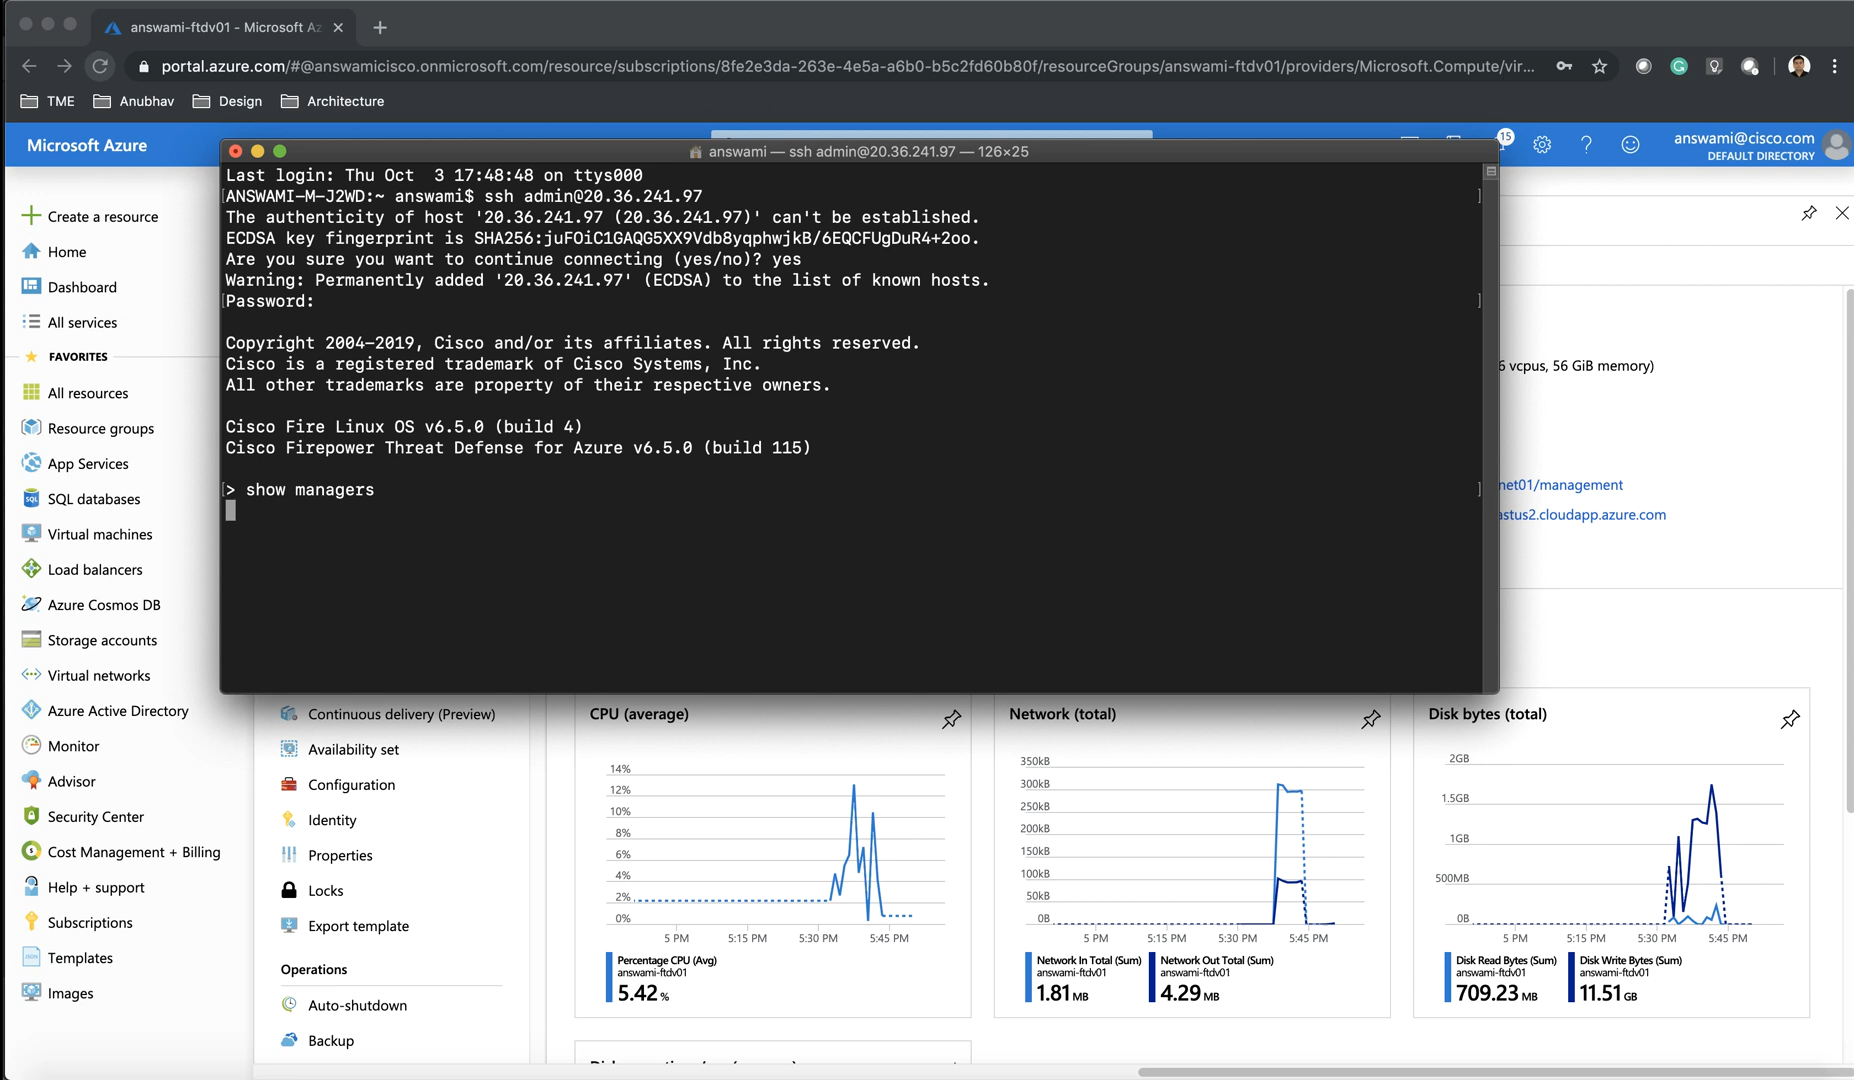 answami-ftdv01 - Microsoft Az
portal.azure.com/#@answamicisco.onmicrosoft.com/resource/subscriptions/8fe2e3da-263e-4e5a-a6b0-b5c2fd60b80f/resourceGroups/answami-ftdv01/providers/Microsoft.Compute/vir...
TME
Anubhav
Design
Architecture
Microsoft Azure
15
answami@cisco.com
DEFAULT DIRECTORY
answami — ssh admin@20.36.241.97 — 126×25
Last login: Thu Oct  3 17:48:48 on ttys000
[ANSWAMI-M-J2WD:~ answami$ ssh admin@20.36.241.97 ]
The authenticity of host '20.36.241.97 (20.36.241.97)' can't be established.
ECDSA key fingerprint is SHA256:juFOiC1GAQG5XX9Vdb8yqphwjkB/6EQCFUgDuR4+2oo.
Are you sure you want to continue connecting (yes/no)? yes
Warning: Permanently added '20.36.241.97' (ECDSA) to the list of known hosts.
[Password: ]
Copyright 2004-2019, Cisco and/or its affiliates. All rights reserved.
Cisco is a registered trademark of Cisco Systems, Inc.
All other trademarks are property of their respective owners.
Cisco Fire Linux OS v6.5.0 (build 4)
Cisco Firepower Threat Defense for Azure v6.5.0 (build 115)
[> show managers ]
Create a resource
Home
Dashboard
All services
FAVORITES
All resources
Resource groups
App Services
SQL databases
Virtual machines
Load balancers
Azure Cosmos DB
Storage accounts
Virtual networks
Azure Active Directory
Monitor
Advisor
Security Center
Cost Management + Billing
Help + support
Subscriptions
Templates
Images
6 vcpus, 56 GiB memory)
net01/management
astus2.cloudapp.azure.com
Continuous delivery (Preview)
Availability set
Configuration
Identity
Properties
Locks
Export template
Operations
Auto-shutdown
Backup
CPU (average)
14%
12%
10%
8%
6%
4%
2%
0%
5 PM
5:15 PM
5:30 PM
5:45 PM
Percentage CPU (Avg)
answami-ftdv01
5.42 %
Network (total)
350kB
300kB
250kB
200kB
150kB
100kB
50kB
0B
5 PM
5:15 PM
5:30 PM
5:45 PM
Network In Total (Sum)
answami-ftdv01
1.81 MB
Network Out Total (Sum)
answami-ftdv01
4.29 MB
Disk bytes (total)
2GB
1.5GB
1GB
500MB
0B
5 PM
5:15 PM
5:30 PM
5:45 PM
Disk Read Bytes (Sum)
answami-ftdv01
709.23 MB
Disk Write Bytes (Sum)
answami-ftdv01
11.51 GB